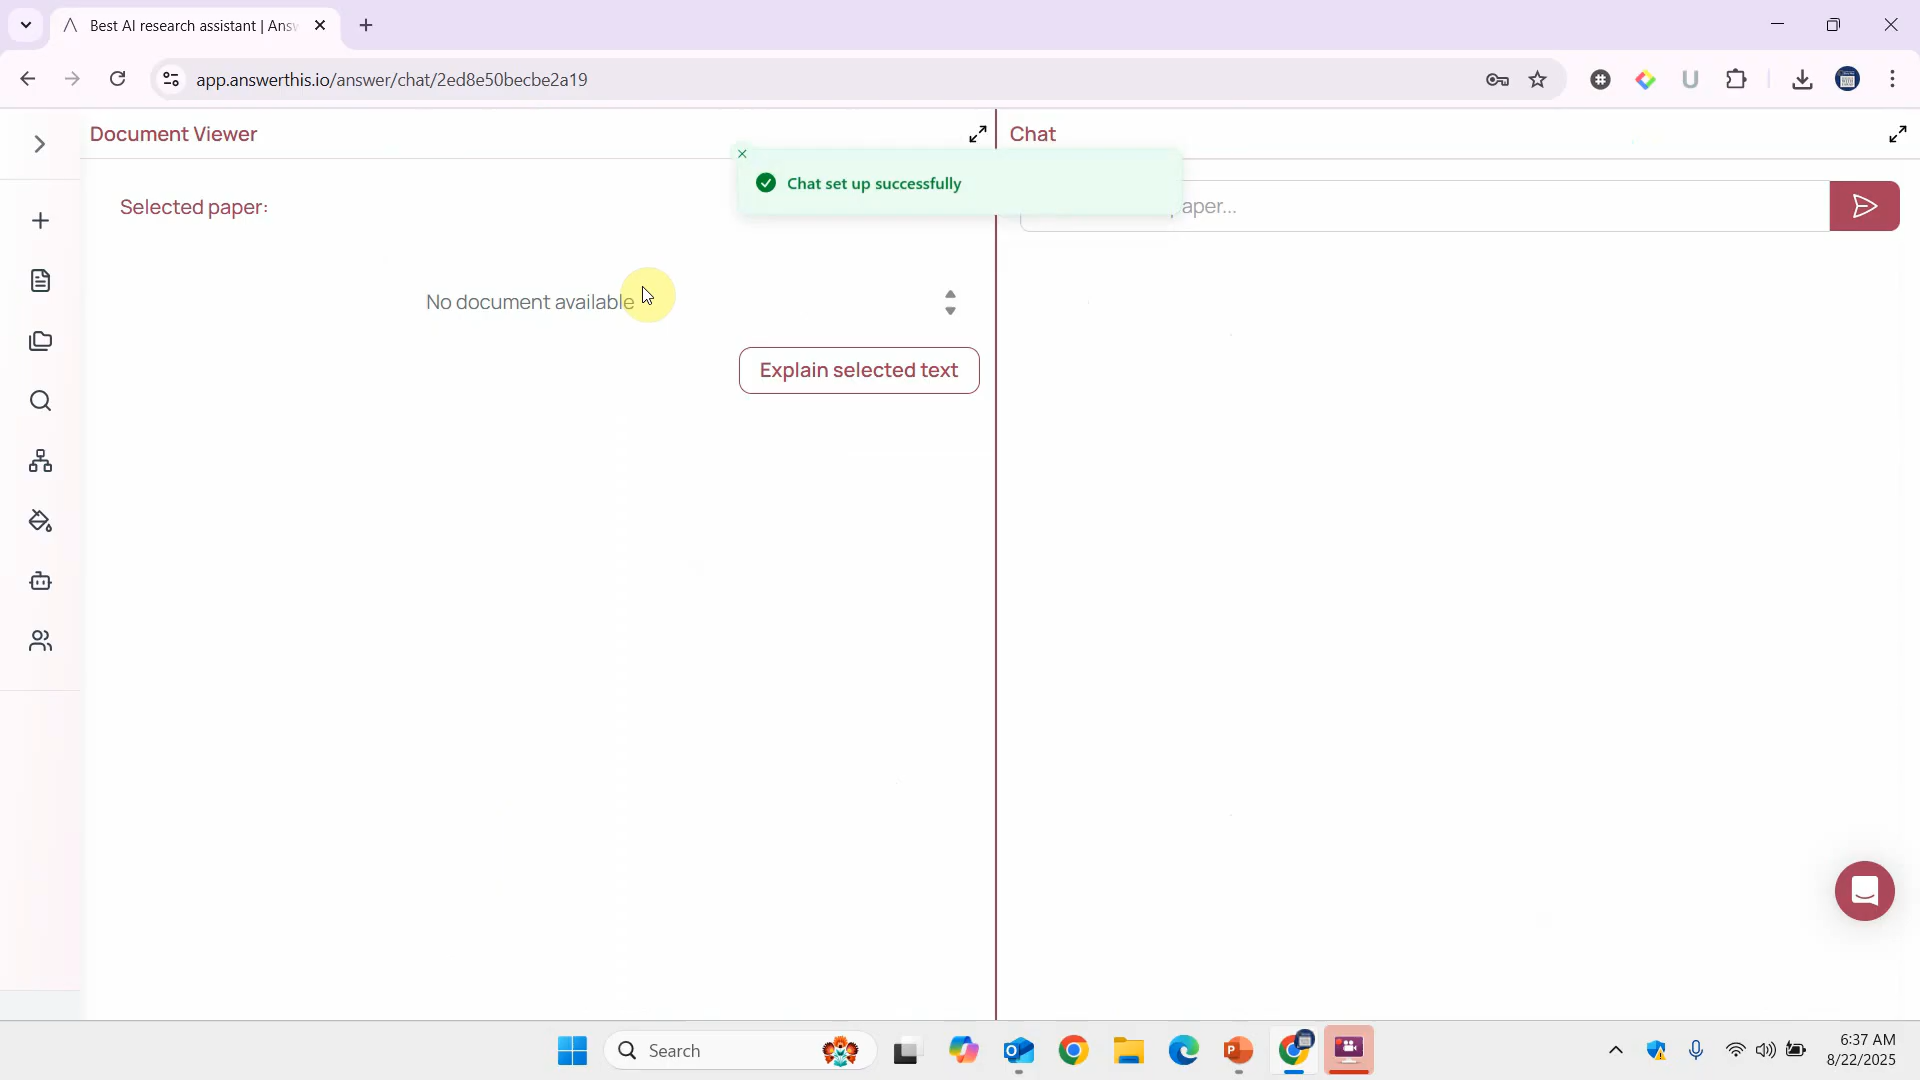 Best AI research assistant | Ans
app.answerthis.io/answer/chat/2ed8e50becbe2a19
Document Viewer
Chat
Chat set up successfully
Selected paper:
aper...
No document available
Explain selected text
Search
6:37 AM
8/22/2025